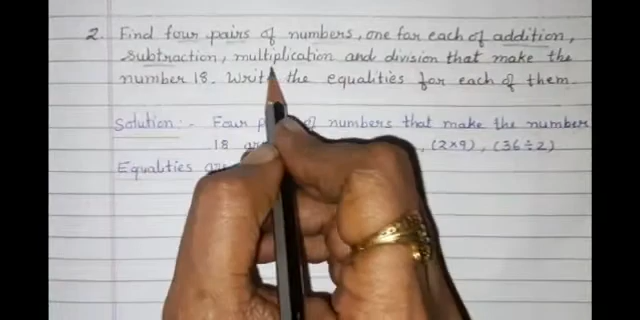 2. Find four pairs of numbers, one for each of addition,
subtraction, multiplication and division that make the
number 18. Write the equalities for each of them.
Solution :- Four of numbers that make the number
18 , (2×9), (36÷2)
Equalities